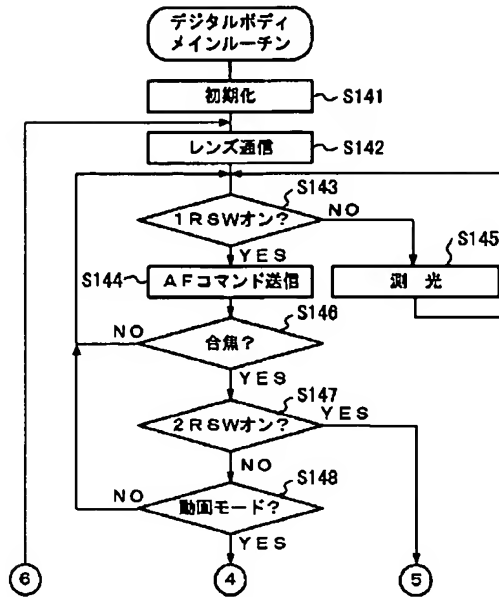 デジタルボディ
メインルーチン
初期化
S141
レンズ通信
S142
S143
1RSWオン?
NO
S145
YES
S144
AFコマンド送信
測 光
S146
NO
合焦?
YES
S147
2RSWオン?
YES
NO
S148
NO
動画モード?
YES
6
4
5